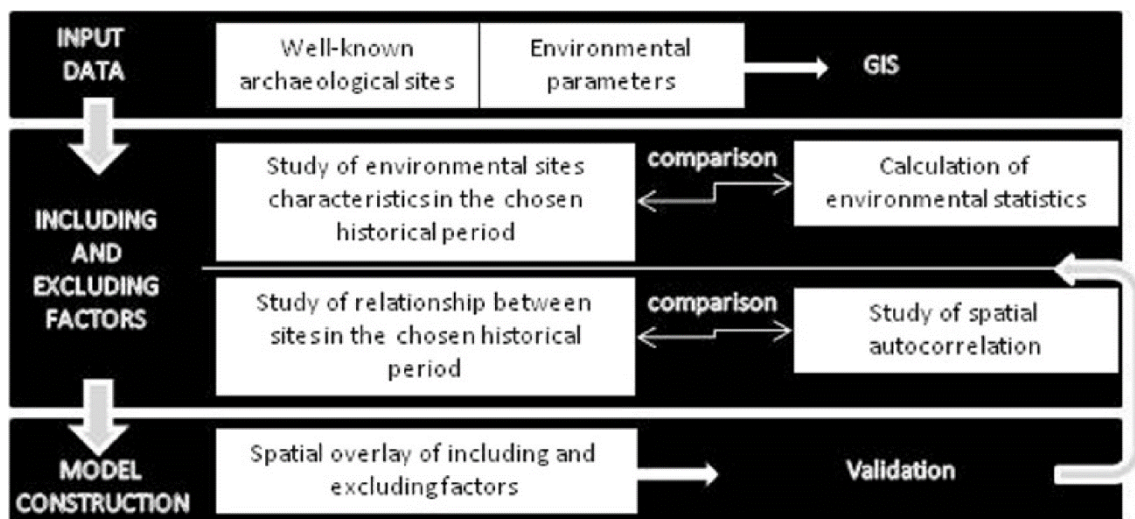 INPUT
DATA
Well-known
archaeological sites
Environmental
parameters
GIS
INCLUDING
AND
EXCLUDING
FACTORS
Study of environmental sites
characteristics in the chosen
historical period
comparison
Calculation of
environmental statistics
Study of relationship between
sites in the chosen historical
period
comparison
Study of spatial
autocorrelation
MODEL
CONSTRUCTION
Spatial overlay of including and
excluding factors
Validation